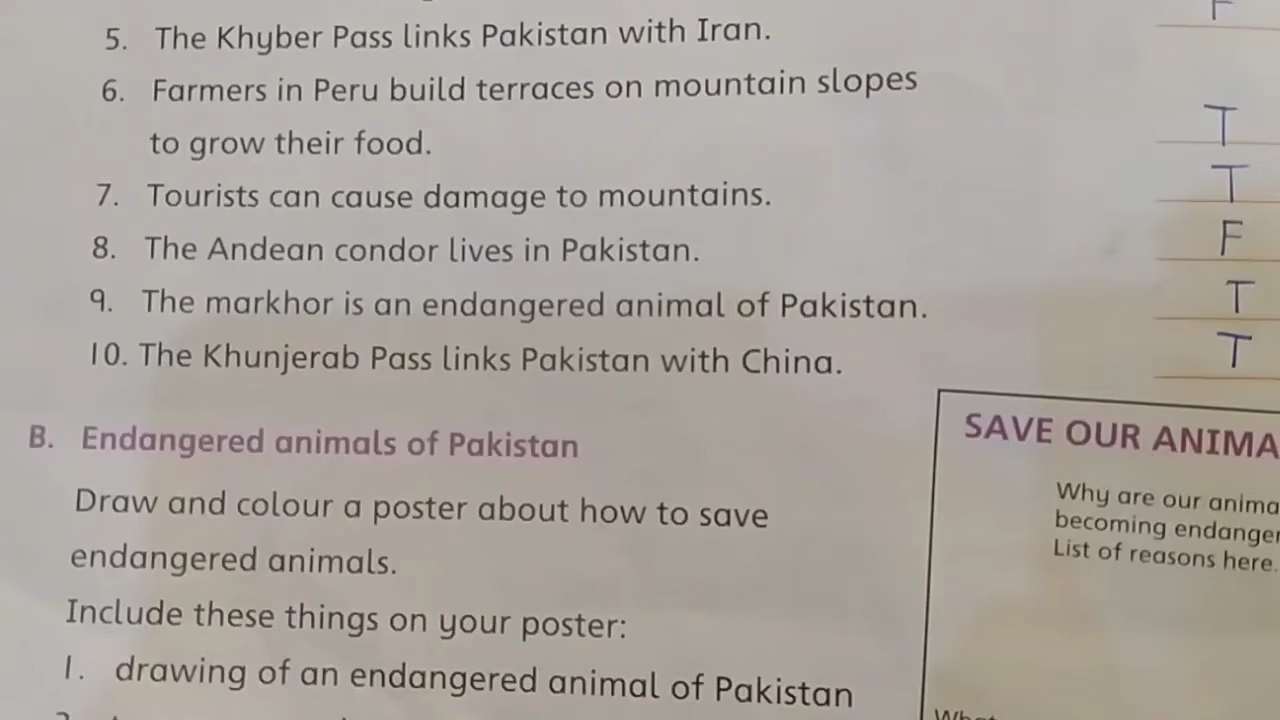 5. The Khyber Pass links Pakistan with Iran. F
6. Farmers in Peru build terraces on mountain slopes
to grow their food. T
7. Tourists can cause damage to mountains. T
8. The Andean condor lives in Pakistan. F
9. The markhor is an endangered animal of Pakistan. T
10. The Khunjerab Pass links Pakistan with China. T
B. Endangered animals of Pakistan
Draw and colour a poster about how to save
endangered animals.
Include these things on your poster:
1. drawing of an endangered animal of Pakistan
SAVE OUR ANIMA
Why are our anima
becoming endanger
List of reasons here.